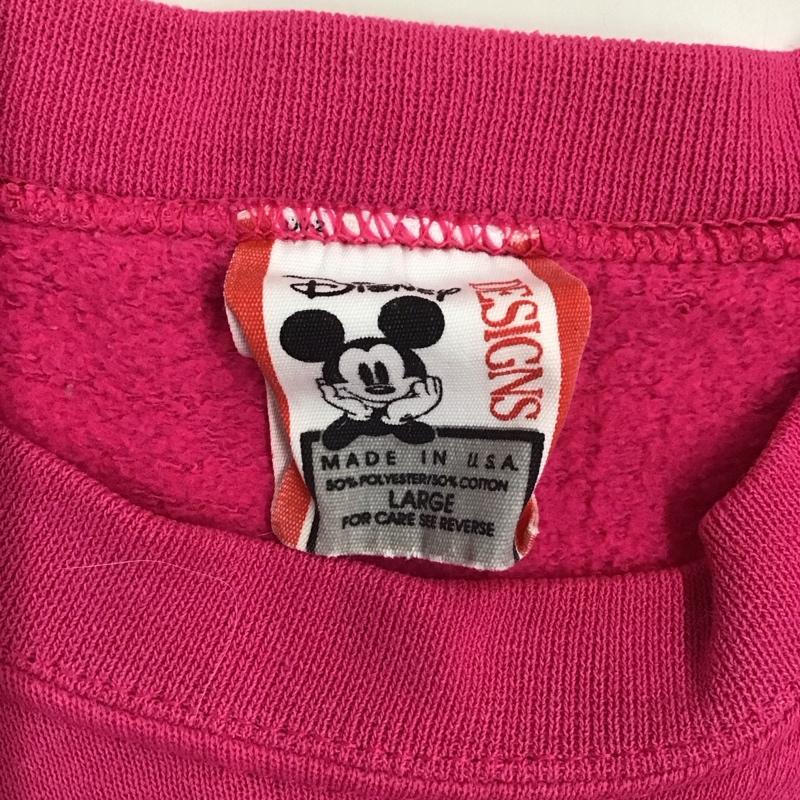 Disney
DESIGNS
MADE IN U.S.A.
50% POLYESTER/50% COTTON
LARGE
FOR CARE SEE REVERSE